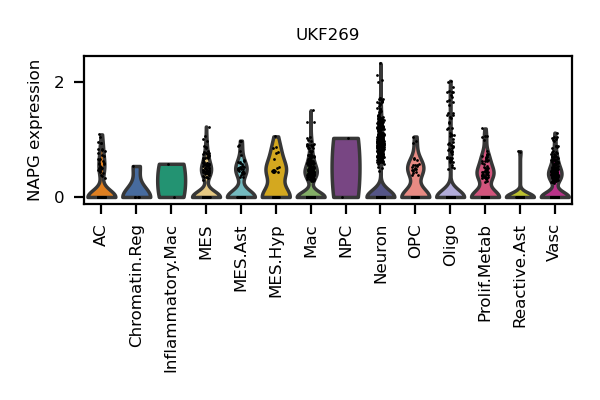 UKF269
NAPG expression
2
0
AC
Chromatin.Reg
Inflammatory.Mac
MES
MES.Ast
MES.Hyp
Mac
NPC
Neuron
OPC
Oligo
Prolif.Metab
Reactive.Ast
Vasc